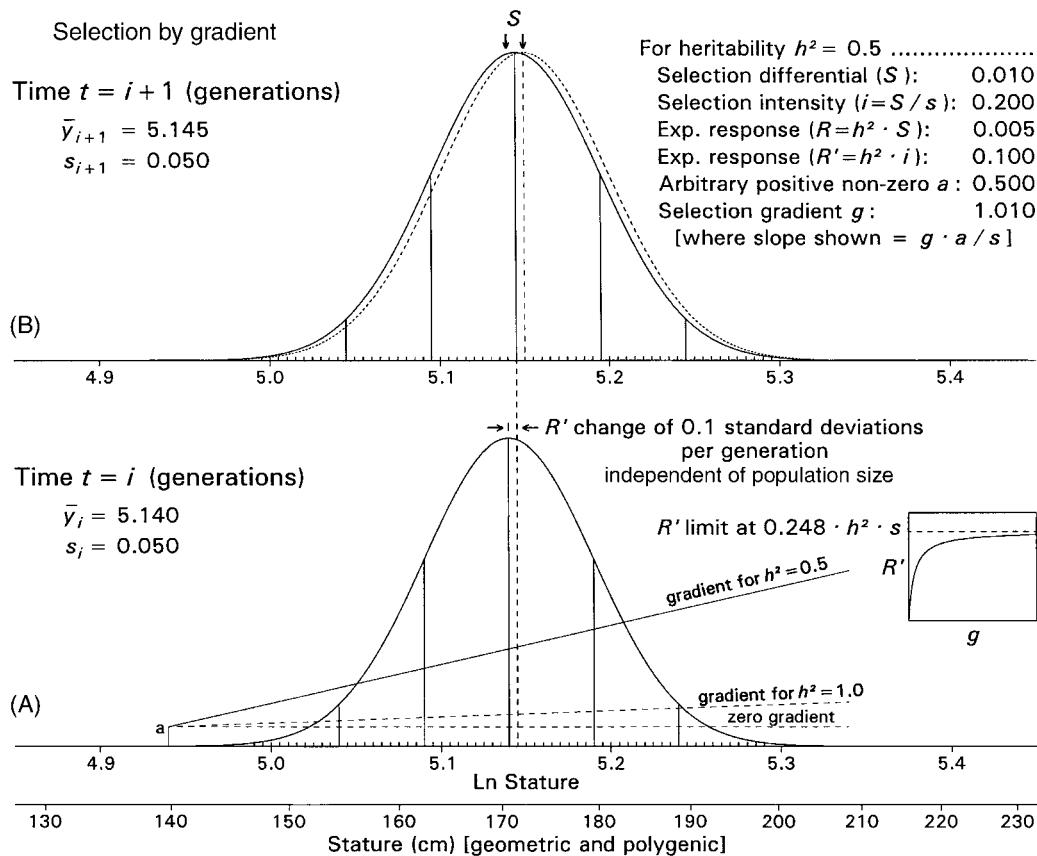 Selection by gradient
Time t = i + 1 (generations)
ȳᵢ₊₁ = 5.145
sᵢ₊₁ = 0.050
S
For heritability h² = 0.5 .....................
Selection differential (S): 0.010
Selection intensity (i=S/s): 0.200
Exp. response (R=h² · S): 0.005
Exp. response (R'=h² · i): 0.100
Arbitrary positive non-zero a: 0.500
Selection gradient g: 1.010
[where slope shown = g · a / s]
(B)
4.9 5.0 5.1 5.2 5.3 5.4
R' change of 0.1 standard deviations
per generation
independent of population size
Time t = i (generations)
ȳᵢ = 5.140
sᵢ = 0.050
R' limit at 0.248 · h² · s
R'
g
gradient for h²=0.5
gradient for h²=1.0
zero gradient
(A)
a
4.9 5.0 5.1 5.2 5.3 5.4
Ln Stature
130 140 150 160 170 180 190 200 210 220 230
Stature (cm) [geometric and polygenic]